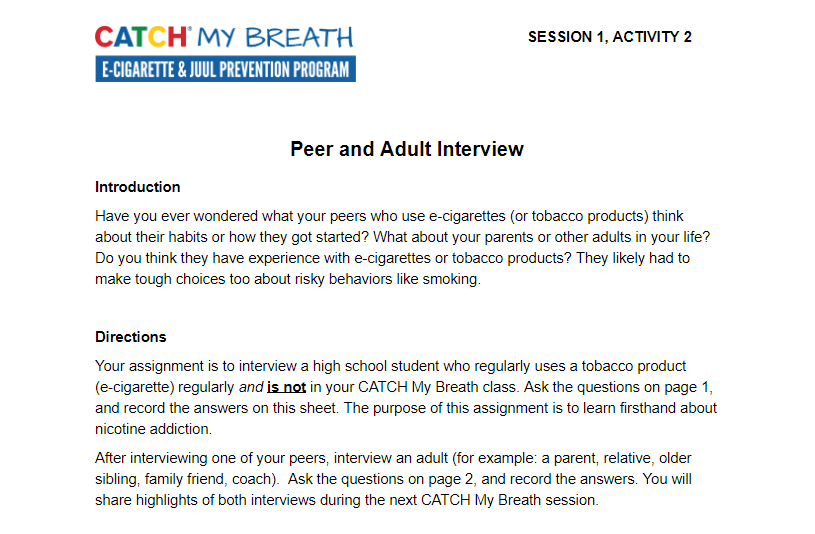 CATCH® MY BREATH
SESSION 1, ACTIVITY 2
E-CIGARETTE & JUUL PREVENTION PROGRAM
Peer and Adult Interview
Introduction
Have you ever wondered what your peers who use e-cigarettes (or tobacco products) think
about their habits or how they got started? What about your parents or other adults in your life?
Do you think they have experience with e-cigarettes or tobacco products? They likely had to
make tough choices too about risky behaviors like smoking.
Directions
Your assignment is to interview a high school student who regularly uses a tobacco product
(e-cigarette) regularly and is not in your CATCH My Breath class. Ask the questions on page 1,
and record the answers on this sheet. The purpose of this assignment is to learn firsthand about
nicotine addiction.
After interviewing one of your peers, interview an adult (for example: a parent, relative, older
sibling, family friend, coach).  Ask the questions on page 2, and record the answers. You will
share highlights of both interviews during the next CATCH My Breath session.